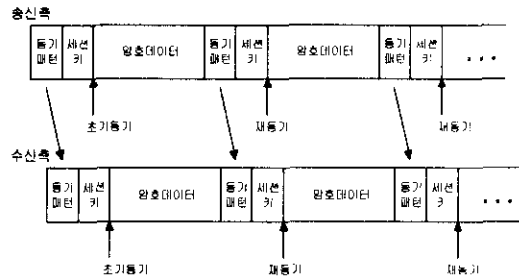 송신측
동기 패턴 세션 키 암호데이터 동기 패턴 세션 키 암호데이터 동기 패턴 세션 키 ...
초기동기 재동기 재동기
수신측
동기 패턴 세션 키 암호데이터 동기 패턴 세션 키 암호데이터 동기 패턴 세션 키 ...
초기동기 재동기 재동기